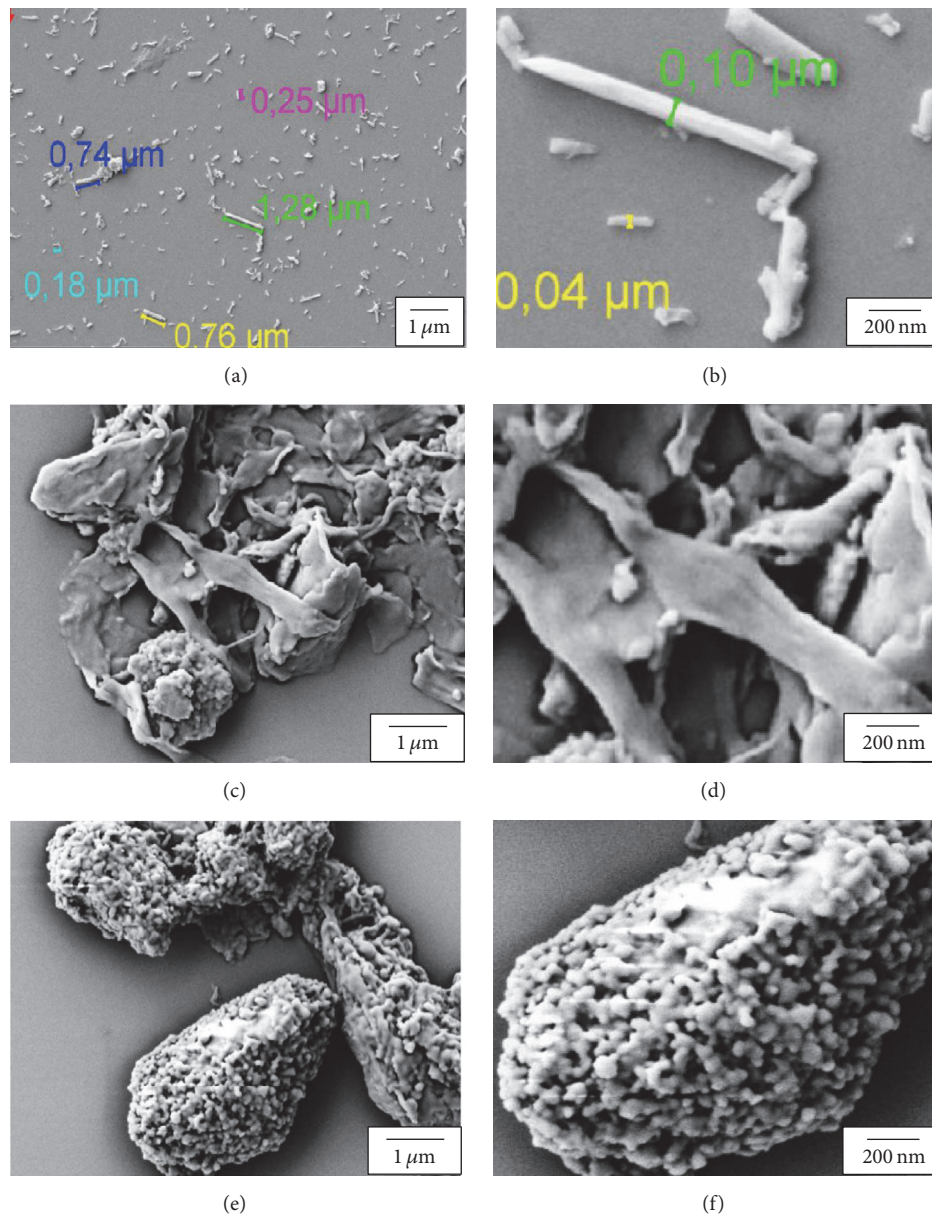 0,25 µm
0,74 µm
1,28 µm
0,18 µm
0,76 µm
1 µm
(a)
0,10 µm
0,04 µm
200 nm
(b)
1 µm
(c)
200 nm
(d)
1 µm
(e)
200 nm
(f)